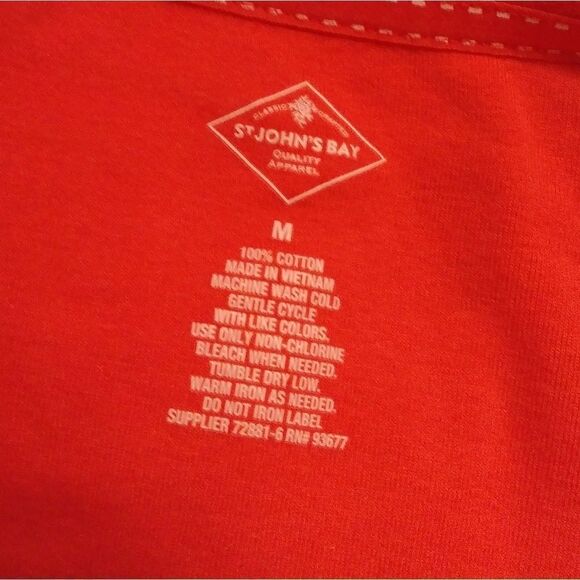 CLASSIC
ST. JOHN'S BAY
QUALITY
APPAREL
M
100% COTTON
MADE IN VIETNAM
MACHINE WASH COLD
GENTLE CYCLE
WITH LIKE COLORS.
USE ONLY NON-CHLORINE
BLEACH WHEN NEEDED.
TUMBLE DRY LOW.
WARM IRON AS NEEDED.
DO NOT IRON LABEL
SUPPLIER 72881-6 RN# 93677